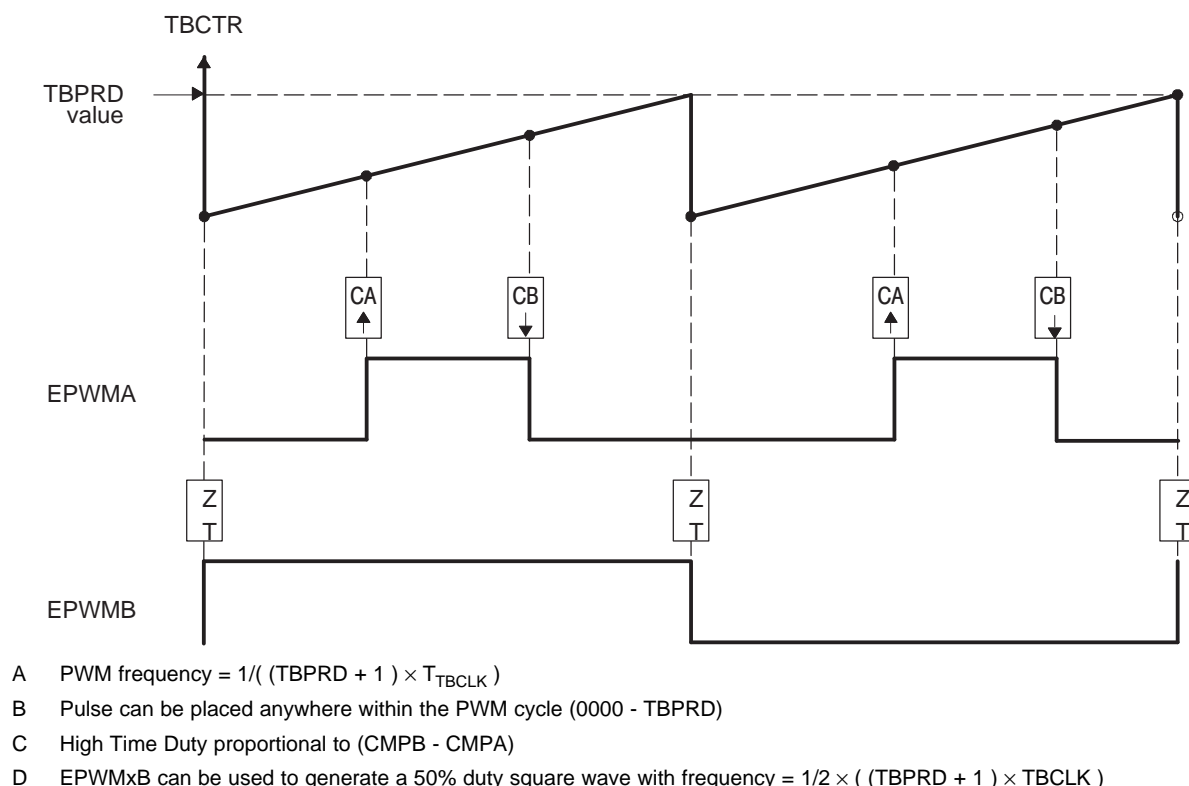 TBCTR
TBPRD
value
CA
CB
CA
CB
EPWMA
Z
T
Z
T
Z
T
EPWMB
A PWM frequency = 1/( (TBPRD + 1 ) × T_TBCLK )
B Pulse can be placed anywhere within the PWM cycle (0000 - TBPRD)
C High Time Duty proportional to (CMPB - CMPA)
D EPWMxB can be used to generate a 50% duty square wave with frequency = 1/2 × ( (TBPRD + 1 ) × TBCLK )